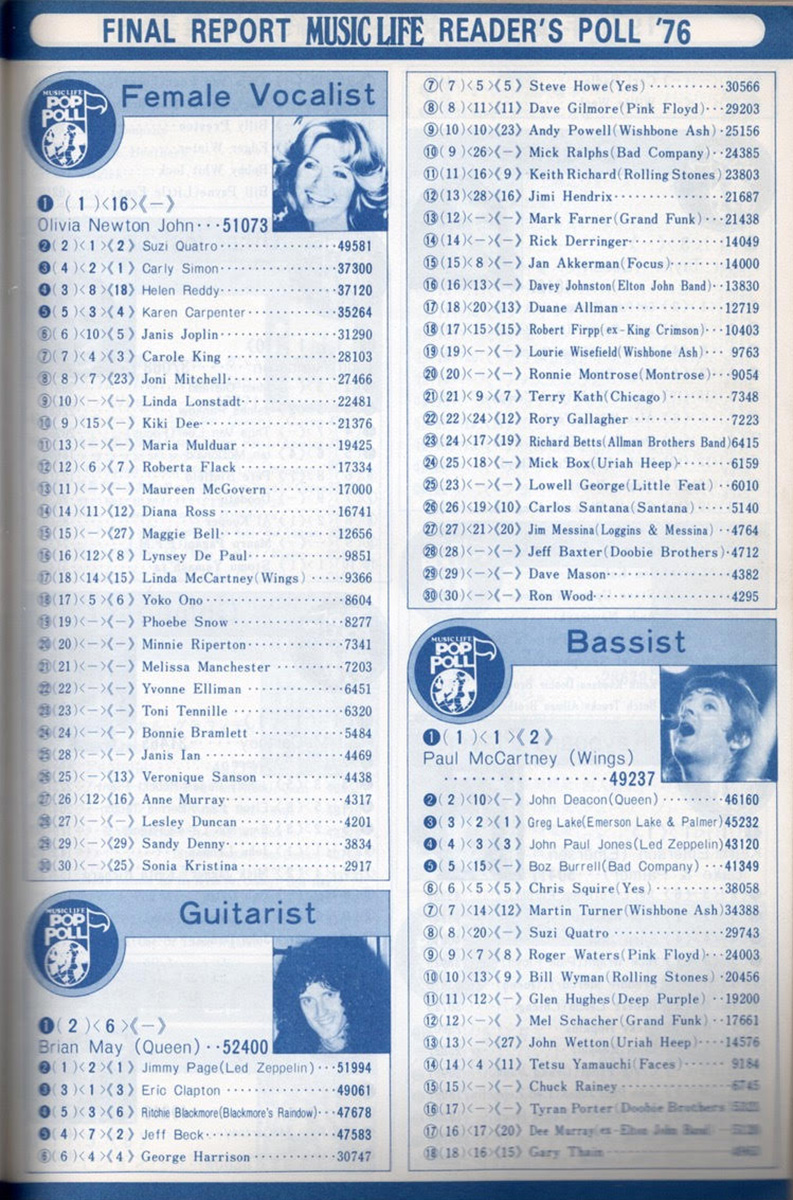 FINAL REPORT MUSIC LIFE READER'S POLL '76
MUSIC LIFE
POP
POLL
Female Vocalist
❶ ( 1 )<16>《—》
Olivia Newton John･･･51073
❷( 2 )< 1 >《 2 》 Suzi Quatro･････････････････49581
❸( 4 )< 2 >《 1 》 Carly Simon････････････････37300
❹( 3 )< 8 >《18》 Helen Reddy････････････････37120
❺( 5 )< 3 >《 4 》 Karen Carpenter･････････････35264
⑥( 6 )<10>《 5 》 Janis Joplin････････････････31290
⑦( 7 )< 4 >《 3 》 Carole King････････････････28103
⑧( 8 )< 7 >《23》 Joni Mitchell･･･････････････27466
⑨(10)<—>《—》 Linda Lonstadt･････････････22481
⑩( 9 )<15>《—》 Kiki Dee･･････････････････21376
⑪(13)<—>《—》 Maria Mulduar･････････････19425
⑫(12)< 6 >《 7 》 Roberta Flack･･････････････17334
⑬(11)<—>《—》 Maureen McGovern･･････････17000
⑭(14)<11>《12》 Diana Ross････････････････16741
⑮(15)<—>《27》 Maggie Bell････････････････12656
⑯(16)<12>《 8 》 Lynsey De Paul･･････････････9851
⑰(18)<14>《15》 Linda McCartney(Wings)･････9366
⑱(17)< 5 >《 6 》 Yoko Ono･････････････････8604
⑲(19)<—>《—》 Phoebe Snow･･････････････8277
⑳(20)<—>《—》 Minnie Riperton･････････････7341
㉑(21)<—>《—》 Melissa Manchester･････････7203
㉒(22)<—>《—》 Yvonne Elliman････････････6451
㉓(23)<—>《—》 Toni Tennille･･････････････6320
㉔(24)<—>《—》 Bonnie Bramlett････････････5484
㉕(28)<—>《—》 Janis Ian･････････････････4469
㉖(25)<—>《13》 Veronique Sanson･･････････4438
㉗(26)<12>《16》 Anne Murray･･････････････4317
㉘(27)<—>《—》 Lesley Duncan････････････4201
㉙(29)<—>《29》 Sandy Denny･･････････････3834
㉚(30)<—>《25》 Sonia Kristina･････････････2917
MUSIC LIFE
POP
POLL
Guitarist
❶( 2 )< 6 >《—》
Brian May (Queen)･･52400
❷( 1 )< 2 >《 1 》 Jimmy Page(Led Zeppelin)･･･51994
❸( 3 )< 1 >《 3 》 Eric Clapton･･････････････49061
❹( 5 )< 3 >《 6 》 Ritchie Blackmore(Blackmore's Raindow)･･･47678
❺( 4 )< 7 >《 2 》 Jeff Beck･････････････････47583
⑥( 6 )< 4 >《 4 》 George Harrison････････････30747
⑦( 7 )< 5 >《 5 》 Steve Howe(Yes)･･･････････30566
⑧( 8 )<11>《11》 Dave Gilmore(Pink Floyd)･･･29203
⑨(10)<10>《23》 Andy Powell(Wishbone Ash)･25156
⑩( 9 )<26>《—》 Mick Ralphs(Bad Company)･･･24385
⑪(11)<16>《 9 》 Keith Richard(Rolling Stones) 23803
⑫(13)<28>《16》 Jimi Hendrix･･････････････21687
⑬(12)<—>《—》 Mark Farner(Grand Funk)･･･21438
⑭(14)<—>《—》 Rick Derringer････････････14049
⑮(15)< 8 >《—》 Jan Akkerman(Focus)･･････14000
⑯(16)<13>《—》 Davey Johnston(Elton John Band)･･13830
⑰(18)<20>《13》 Duane Allman････････････12719
⑱(17)<15>《15》 Robert Firpp(ex-King Crimson)･･･10403
⑲(19)<—>《—》 Lourie Wisefield(Wishbone Ash)･･･ 9763
⑳(20)<—>《—》 Ronnie Montrose(Montrose)･･･9054
㉑(21)< 9 >《 7 》 Terry Kath(Chicago)････････7348
㉒(22)<24>《12》 Rory Gallagher････････････7223
㉓(24)<17>《19》 Richard Betts(Allman Brothers Band)6415
㉔(25)<18>《—》 Mick Box(Uriah Heep)･･･････6159
㉕(23)<—>《—》 Lowell George(Little Feat)･･6010
㉖(26)<19>《10》 Carlos Santana(Santana)･････5140
㉗(27)<21>《20》 Jim Messina(Loggins & Messina)･･4764
㉘(28)<—>《—》 Jeff Baxter(Doobie Brothers)･4712
㉙(29)<—>《—》 Dave Mason･･････････････4382
㉚(30)<—>《—》 Ron Wood･･･････････････4295
MUSIC LIFE
POP
POLL
Bassist
❶( 1 )< 1 >《 2 》
Paul McCartney (Wings)
････････････････49237
❷( 2 )<10>《—》 John Deacon(Queen)･････････46160
❸( 3 )< 2 >《 1 》 Greg Lake(Emerson Lake & Palmer)45232
❹( 4 )< 3 >《 3 》 John Paul Jones(Led Zeppelin)43120
❺( 5 )<15>《—》 Boz Burrell(Bad Company)･･･41349
⑥( 6 )< 5 >《 5 》 Chris Squire(Yes)･･････････38058
⑦( 7 )<14>《12》 Martin Turner(Wishbone Ash)34388
⑧( 8 )<20>《—》 Suzi Quatro･･････････････29743
⑨( 9 )< 7 >《 8 》 Roger Waters(Pink Floyd)･･･24003
⑩(10)<13>《 9 》 Bill Wyman(Rolling Stones)･20456
⑪(11)<12>《—》 Glen Hughes(Deep Purple)･･19200
⑫(12)<—>《 》 Mel Schacher(Grand Funk)･･17661
⑬(13)<—>《27》 John Wetton(Uriah Heep)････14576
⑭(14)< 4 >《11》 Tetsu Yamauchi(Faces)･････ 9184
⑮(15)<—>《—》 Chuck Rainey････････････ 6745
⑯(17)<—>《—》 Tyran Porter(Doobie Brothers
⑰(16)<17>《20》 Dee Murray(ex-Elton John Band)
⑱(18)<16>《15》 Gary Thain